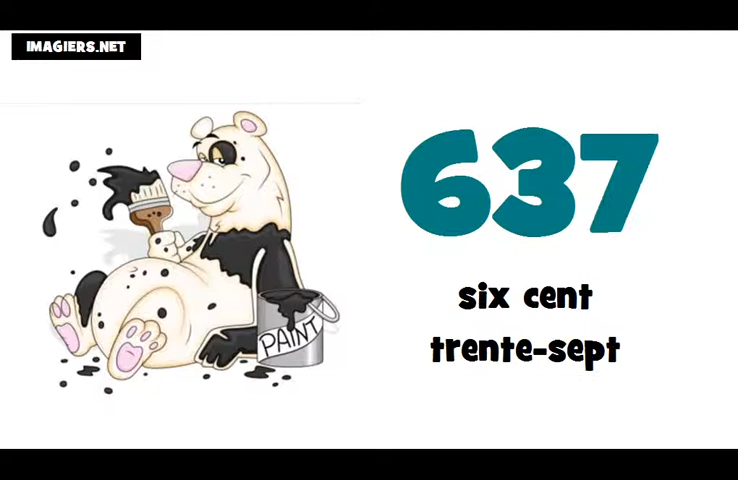 IMAGIERS.NET
637
six cent
trente-sept
PAINT